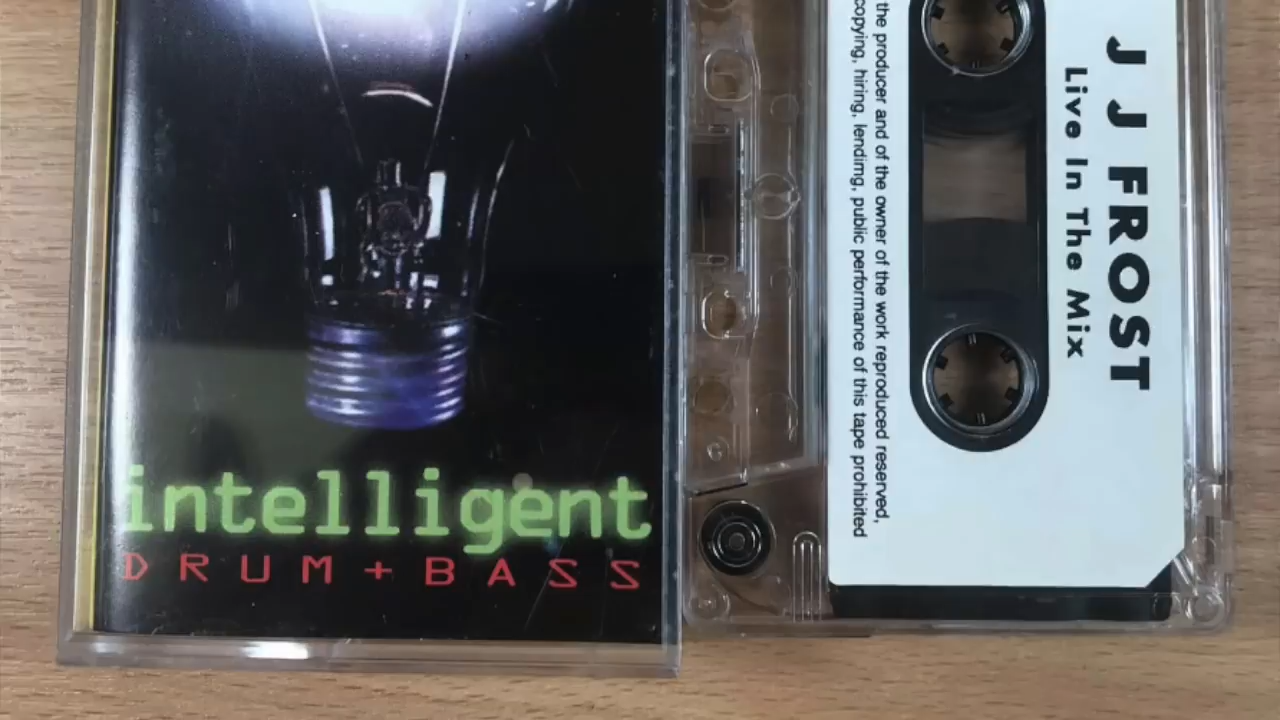 intelligent
DRUM+BASS
J J FROST
Live In The Mix
the producer and of the owner of the work reproduced reserved,
copying, hiring, lendimg, public performance of this tape prohibited